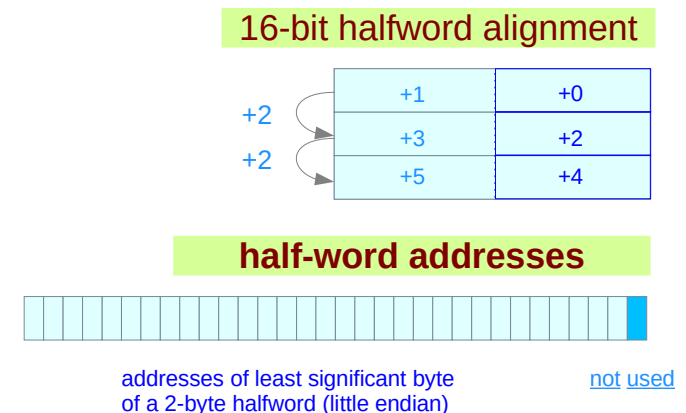 16-bit halfword alignment
+1 +0
+2
+3 +2
+2
+5 +4
half-word addresses
addresses of least significant byte not used
of a 2-byte halfword (little endian)